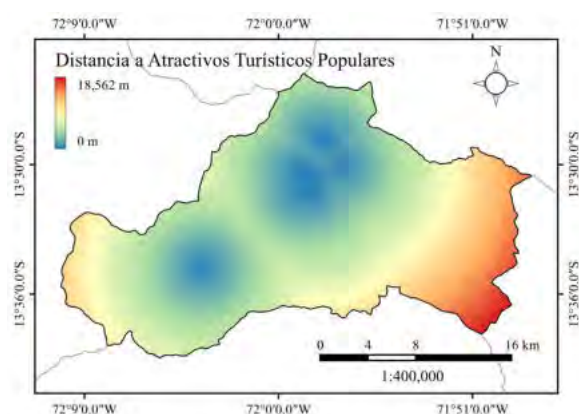 72°9'0.0"W 72°0'0.0"W 71°51'0.0"W
Distancia a Atractivos Turísticos Populares
18,562 m
0 m
N
13°30'0.0"S 13°30'0.0"S
13°36'0.0"S 13°36'0.0"S
0 4 8 16 km
1:400,000
72°9'0.0"W 72°0'0.0"W 71°51'0.0"W